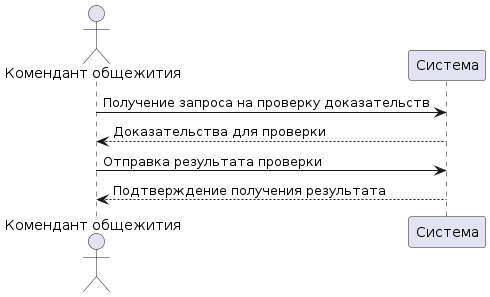 Комендант общежития
Система
Получение запроса на проверку доказательств
Доказательства для проверки
Отправка результата проверки
Подтверждение получения результата
Комендант общежития
Система